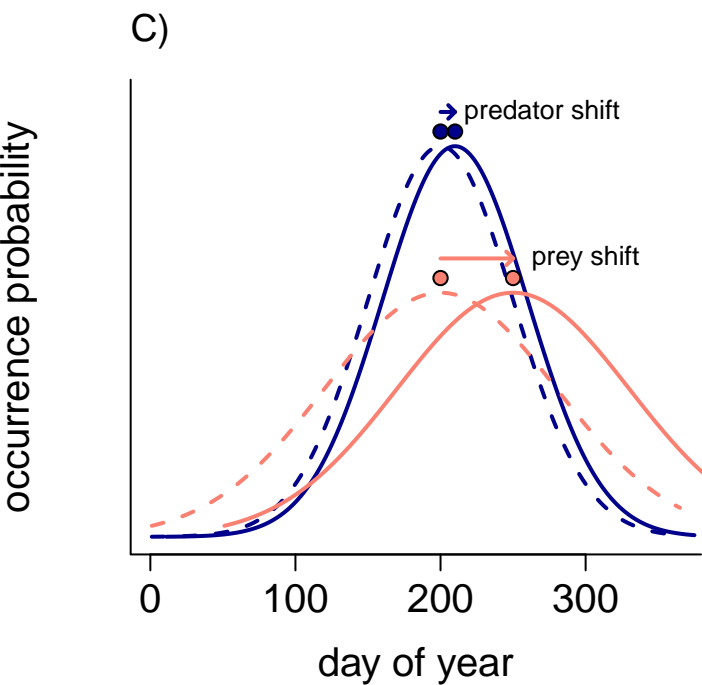 C)
predator shift
prey shift
occurrence probability
0 100 200 300
day of year